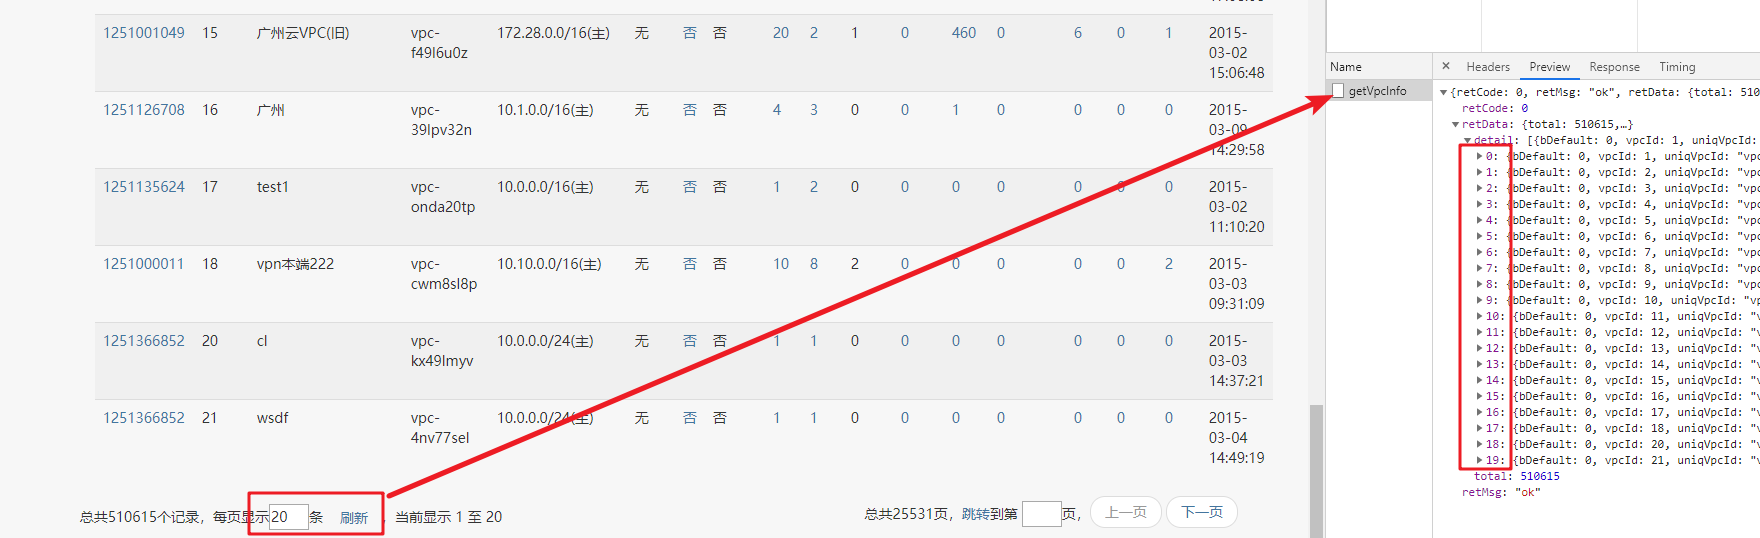 1251001049 15 广州云VPC(旧) vpc-f49l6u0z 172.28.0.0/16(主) 无 否 否 20 2 1 0 460 0 6 0 1 2015-03-02 15:06:48
1251126708 16 广州 vpc-39lpv32n 10.1.0.0/16(主) 无 否 否 4 3 0 0 1 0 0 0 0 2015-03-09 14:29:58
1251135624 17 test1 vpc-onda20tp 10.0.0.0/16(主) 无 否 否 1 2 0 0 0 0 0 0 0 2015-03-02 11:10:20
1251000011 18 vpn本端222 vpc-cwm8sl8p 10.10.0.0/16(主) 无 否 否 10 8 2 0 0 0 0 0 2 2015-03-03 09:31:09
1251366852 20 cl vpc-kx49lmyv 10.0.0.0/24(主) 无 否 否 1 1 0 0 0 0 0 0 0 2015-03-03 14:37:21
1251366852 21 wsdf vpc-4nv77sel 10.0.0.0/24(主) 无 否 否 1 1 0 0 0 0 0 0 0 2015-03-04 14:49:19
总共510615个记录，每页显示 20 条 刷新 ，当前显示 1 至 20
总共25531页，跳转到第 页， 上一页 下一页
Name
getVpcInfo
× Headers Preview Response Timing
▼{retCode: 0, retMsg: "ok", retData: {total: 510
retCode: 0
▼retData: {total: 510615,…}
▼detail: [{bDefault: 0, vpcId: 1, uniqVpcId:
▶0: {bDefault: 0, vpcId: 1, uniqVpcId: "vpc
▶1: {bDefault: 0, vpcId: 2, uniqVpcId: "vpc
▶2: {bDefault: 0, vpcId: 3, uniqVpcId: "vpc
▶3: {bDefault: 0, vpcId: 4, uniqVpcId: "vpc
▶4: {bDefault: 0, vpcId: 5, uniqVpcId: "vpc
▶5: {bDefault: 0, vpcId: 6, uniqVpcId: "vpc
▶6: {bDefault: 0, vpcId: 7, uniqVpcId: "vpc
▶7: {bDefault: 0, vpcId: 8, uniqVpcId: "vpc
▶8: {bDefault: 0, vpcId: 9, uniqVpcId: "vpc
▶9: {bDefault: 0, vpcId: 10, uniqVpcId: "vp
▶10: {bDefault: 0, vpcId: 11, uniqVpcId: "v
▶11: {bDefault: 0, vpcId: 12, uniqVpcId: "v
▶12: {bDefault: 0, vpcId: 13, uniqVpcId: "v
▶13: {bDefault: 0, vpcId: 14, uniqVpcId: "v
▶14: {bDefault: 0, vpcId: 15, uniqVpcId: "v
▶15: {bDefault: 0, vpcId: 16, uniqVpcId: "v
▶16: {bDefault: 0, vpcId: 17, uniqVpcId: "v
▶17: {bDefault: 0, vpcId: 18, uniqVpcId: "v
▶18: {bDefault: 0, vpcId: 20, uniqVpcId: "v
▶19: {bDefault: 0, vpcId: 21, uniqVpcId: "v
total: 510615
retMsg: "ok"